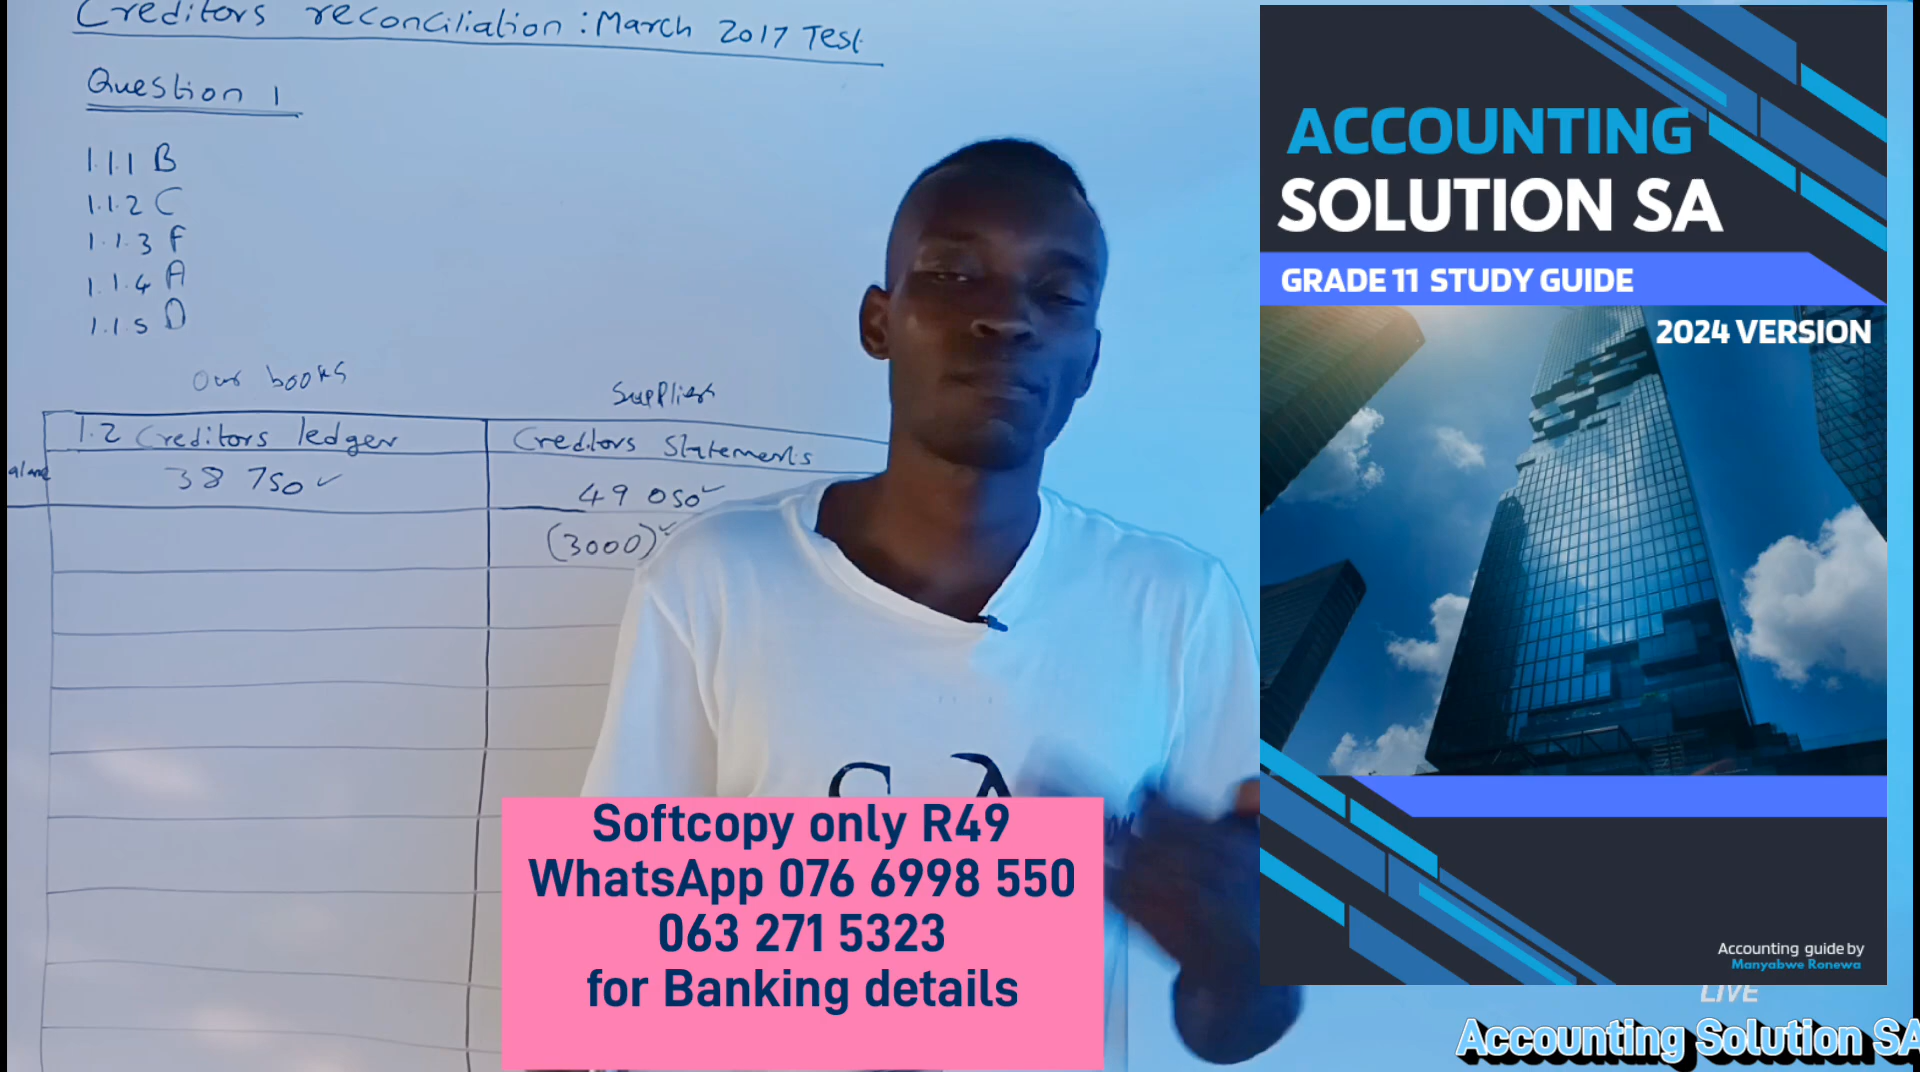 Creditors reconciliation: March 2017 Test
Question 1
1.1.1 B
1.1.2 C
1.1.3 F
1.1.4 A
1.1.5 D
Our books
Suppliers
1.2 Creditors ledger
Creditors Statements
38 750 ✓
49 050 ✓
(3000) ✓
ACCOUNTING
SOLUTION SA
GRADE 11 STUDY GUIDE
2024 VERSION
Accounting guide by
Manyabwe Ronewa
Softcopy only R49
WhatsApp 076 6998 550
063 271 5323
for Banking details
LIVE
Accounting Solution SA